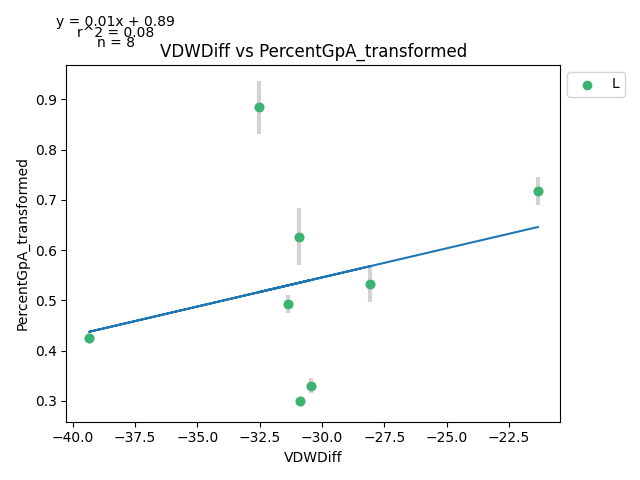 y = 0.01x + 0.89
r^2 = 0.08
n = 8
VDWDiff vs PercentGpA_transformed
L
PercentGpA_transformed
0.9
0.8
0.7
0.6
0.5
0.4
0.3
−40.0 −37.5 −35.0 −32.5 −30.0 −27.5 −25.0 −22.5
VDWDiff